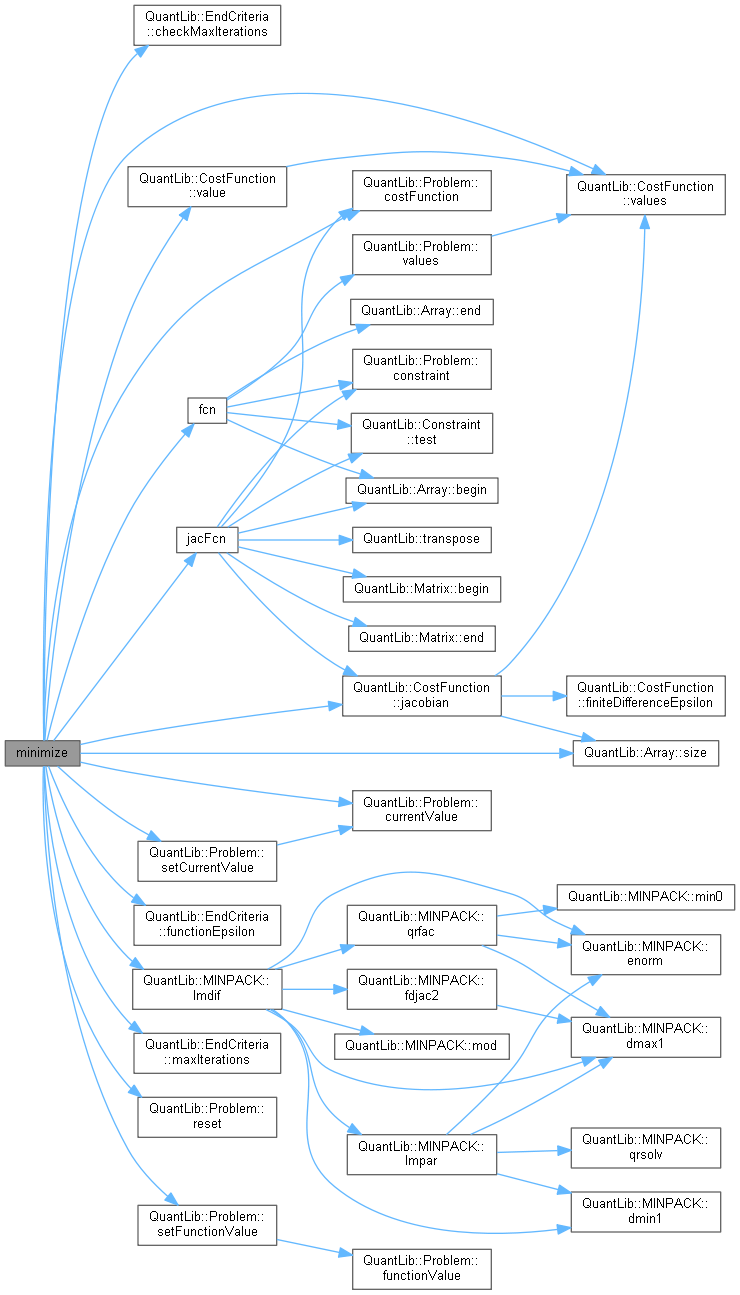 QuantLib::EndCriteria
::checkMaxIterations
QuantLib::CostFunction
::value
QuantLib::Problem::
costFunction
QuantLib::CostFunction
::values
QuantLib::Problem::
values
QuantLib::Array::end
QuantLib::Problem::
constraint
fcn
QuantLib::Constraint
::test
QuantLib::Array::begin
jacFcn
QuantLib::transpose
QuantLib::Matrix::begin
QuantLib::Matrix::end
QuantLib::CostFunction
::jacobian
QuantLib::CostFunction
::finiteDifferenceEpsilon
minimize
QuantLib::Array::size
QuantLib::Problem::
currentValue
QuantLib::Problem::
setCurrentValue
QuantLib::MINPACK::min0
QuantLib::EndCriteria
::functionEpsilon
QuantLib::MINPACK::
qrfac
QuantLib::MINPACK::
enorm
QuantLib::MINPACK::
lmdif
QuantLib::MINPACK::
fdjac2
QuantLib::MINPACK::
dmax1
QuantLib::EndCriteria
::maxIterations
QuantLib::MINPACK::mod
QuantLib::Problem::
reset
QuantLib::MINPACK::
lmpar
QuantLib::MINPACK::
qrsolv
QuantLib::MINPACK::
dmin1
QuantLib::Problem::
setFunctionValue
QuantLib::Problem::
functionValue